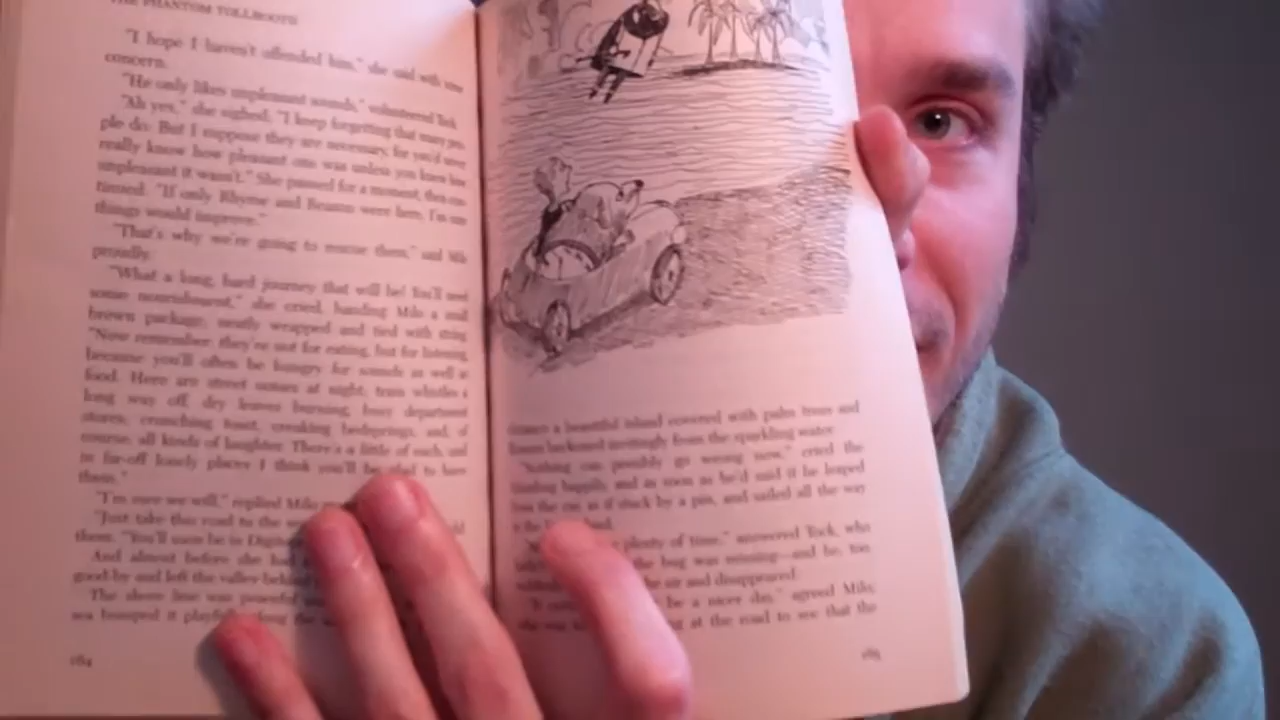 THE PHANTOM TOLLBOOTH
"I hope I haven't offended him," she said with some
concern.
"He only likes unpleasant sounds," volunteered Tock.
"Ah yes," she sighed. "I keep forgetting that many peo-
ple do. But I suppose they are necessary, for you'd never
really know how pleasant one was unless you knew how
unpleasant it wasn't." She paused for a moment, then con-
tinued. "If only Rhyme and Reason were here, I'm sure
things would improve."
"That's why we're going to rescue them," said Milo
proudly.
"What a long, hard journey that will be! You'll need
some nourishment," she cried, handing Milo a small
brown package, neatly wrapped and tied with string.
"Now remember: they're not for eating, but for listening,
because you'll often be hungry for sounds as well as
food. Here are street noises at night, train whistles a
long way off, dry leaves burning, busy department
stores, crunching toast, creaking bedsprings, and, of
course, all kinds of laughter. There's a little of each, and
in far-off lonely places I think you'll be glad to have
them."
"I'm sure we will," replied Milo
"Just take this road to the
them. "You'll soon be in
And almost before she had
good-by and left the valley behind
The shore line was peaceful
sea bumped it playfully along the
184
a beautiful island covered with palm trees and
flowers beckoned invitingly from the sparkling water.
"Nothing can possibly go wrong now," cried the
happily, and as soon as he'd said it he leaped
the car, as if stuck by a pin, and sailed all the way
to the
plenty of time," answered Tock, who
the bug was missing—and he, too,
the air and disappeared.
be a nicer day," agreed Milo,
at the road to see that the
185